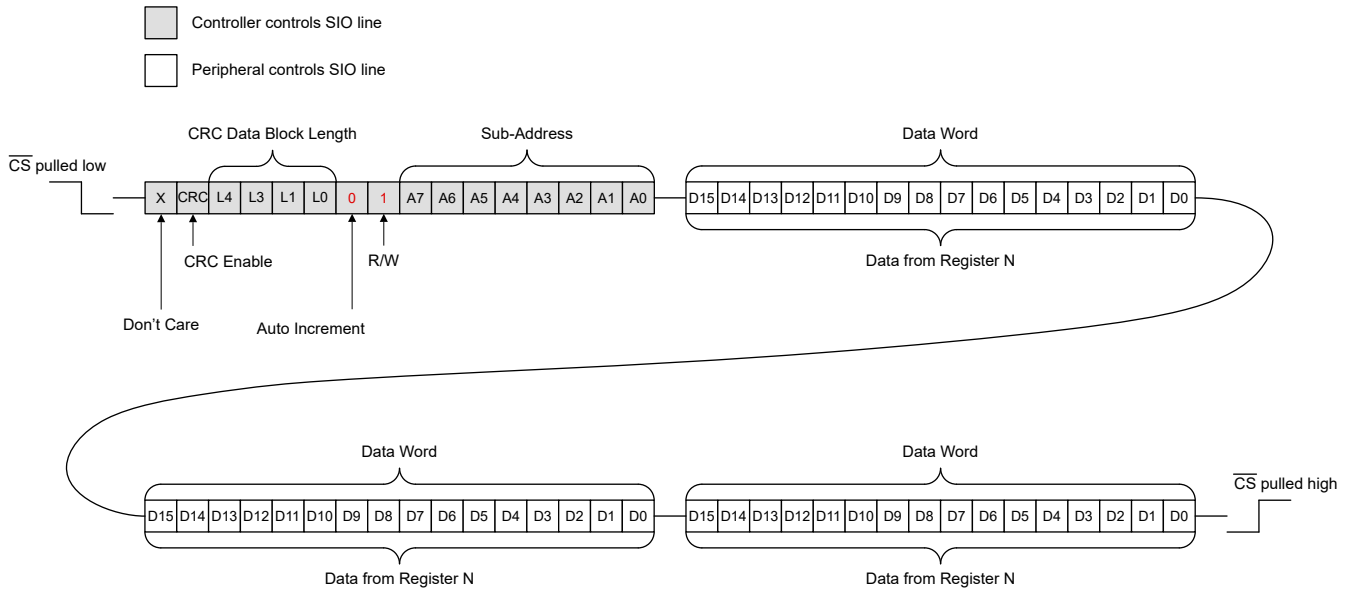 Controller controls SIO line
Peripheral controls SIO line
CRC Data Block Length
Sub-Address
Data Word
CS pulled low
X CRC L4 L3 L1 L0 0 1 A7 A6 A5 A4 A3 A2 A1 A0
D15 D14 D13 D12 D11 D10 D9 D8 D7 D6 D5 D4 D3 D2 D1 D0
CRC Enable
R/W
Data from Register N
Don't Care
Auto Increment
Data Word
Data Word
CS pulled high
D15 D14 D13 D12 D11 D10 D9 D8 D7 D6 D5 D4 D3 D2 D1 D0
D15 D14 D13 D12 D11 D10 D9 D8 D7 D6 D5 D4 D3 D2 D1 D0
Data from Register N
Data from Register N